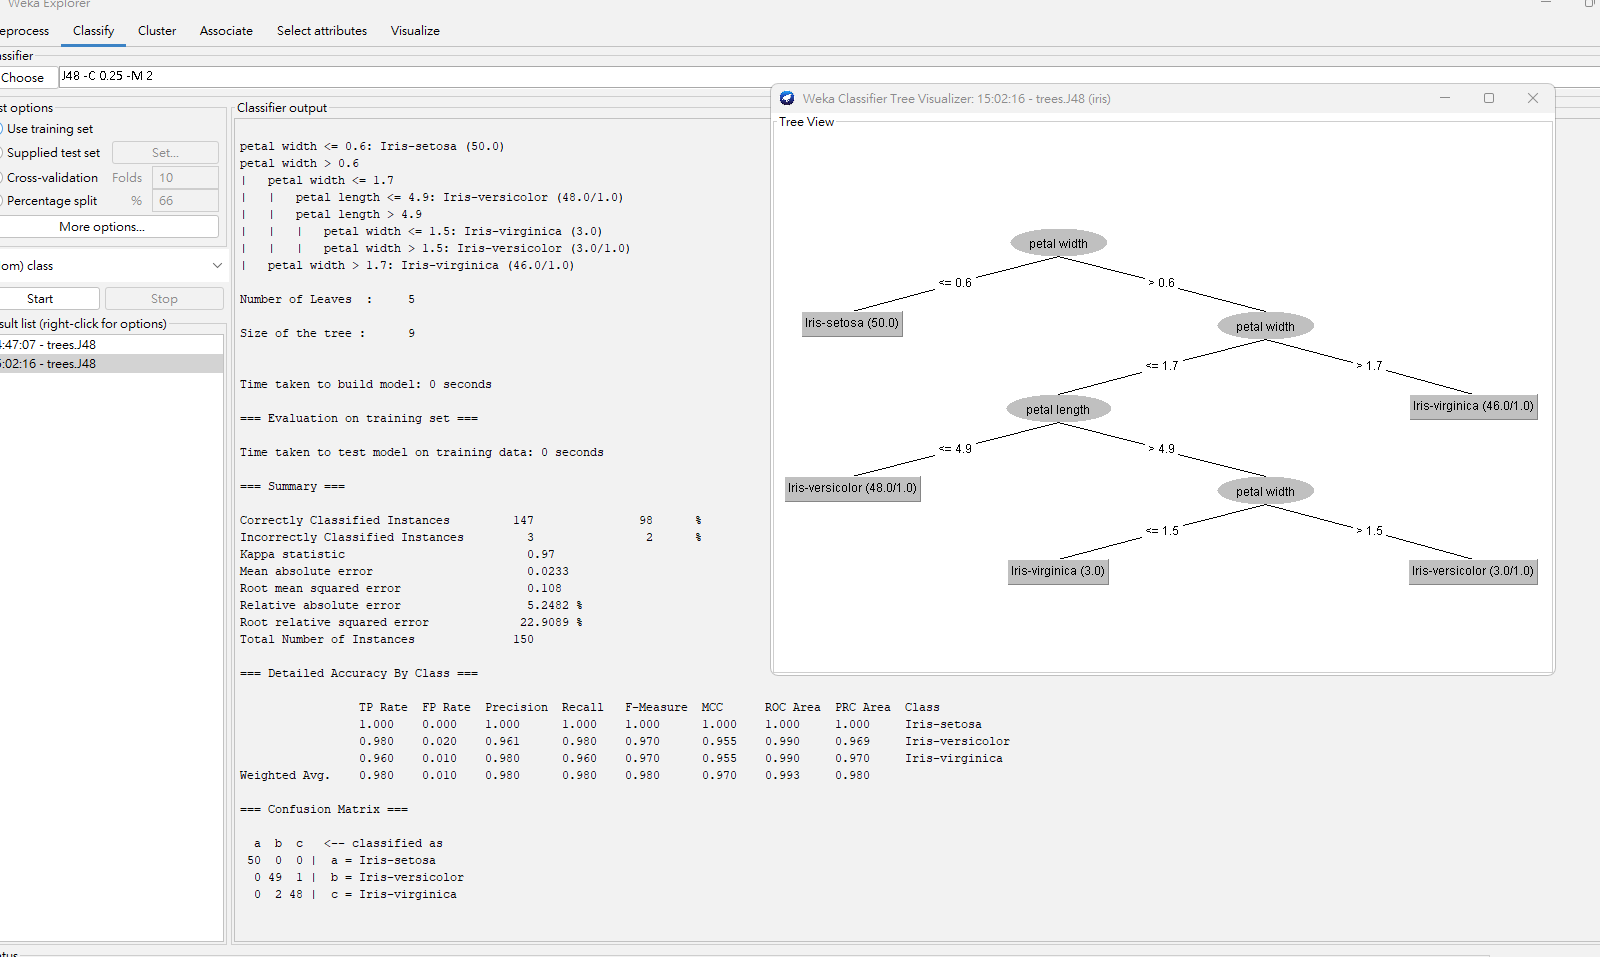 Weka Explorer
eprocess Classify Cluster Associate Select attributes Visualize
assifier
Choose J48 -C 0.25 -M 2
st options
Use training set
Supplied test set Set...
Cross-validation Folds 10
Percentage split % 66
More options...
om) class
Start Stop
sult list (right-click for options)
:47:07 - trees.J48
:02:16 - trees.J48
Classifier output
petal width <= 0.6: Iris-setosa (50.0)
petal width > 0.6
|   petal width <= 1.7
|   |   petal length <= 4.9: Iris-versicolor (48.0/1.0)
|   |   petal length > 4.9
|   |   |   petal width <= 1.5: Iris-virginica (3.0)
|   |   |   petal width > 1.5: Iris-versicolor (3.0/1.0)
|   petal width > 1.7: Iris-virginica (46.0/1.0)
Number of Leaves  :     5
Size of the tree :      9
Time taken to build model: 0 seconds
=== Evaluation on training set ===
Time taken to test model on training data: 0 seconds
=== Summary ===
Correctly Classified Instances         147               98      %
Incorrectly Classified Instances         3                2      %
Kappa statistic                          0.97
Mean absolute error                      0.0233
Root mean squared error                  0.108
Relative absolute error                  5.2482 %
Root relative squared error             22.9089 %
Total Number of Instances              150
=== Detailed Accuracy By Class ===
TP Rate  FP Rate  Precision  Recall   F-Measure  MCC      ROC Area  PRC Area  Class
1.000    0.000    1.000      1.000    1.000      1.000    1.000     1.000     Iris-setosa
0.980    0.020    0.961      0.980    0.970      0.955    0.990     0.969     Iris-versicolor
0.960    0.010    0.980      0.960    0.970      0.955    0.990     0.970     Iris-virginica
Weighted Avg.    0.980    0.010    0.980      0.980    0.980      0.970    0.993     0.980
=== Confusion Matrix ===
a  b  c   <-- classified as
50  0  0 |  a = Iris-setosa
0 49  1 |  b = Iris-versicolor
0  2 48 |  c = Iris-virginica
Weka Classifier Tree Visualizer: 15:02:16 - trees.J48 (iris)
Tree View
petal width
<= 0.6 > 0.6
Iris-setosa (50.0) petal width
<= 1.7 > 1.7
petal length Iris-virginica (46.0/1.0)
<= 4.9 > 4.9
Iris-versicolor (48.0/1.0) petal width
<= 1.5 > 1.5
Iris-virginica (3.0) Iris-versicolor (3.0/1.0)
atus